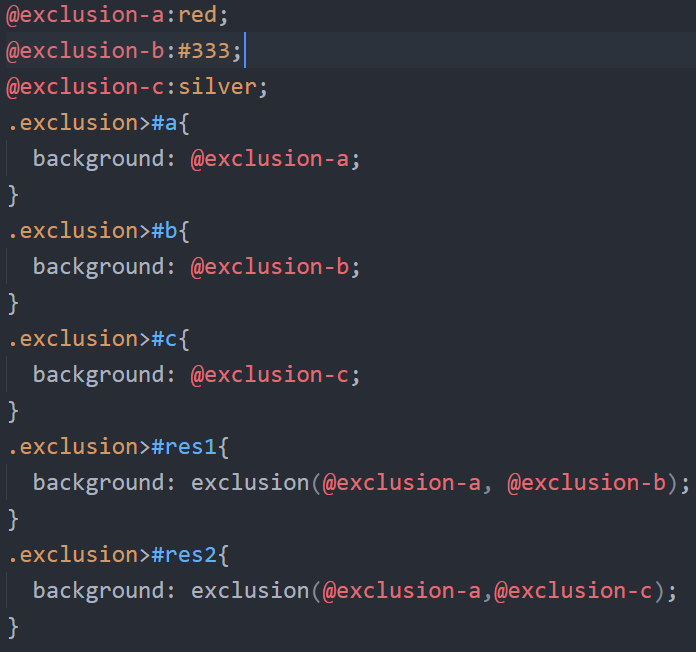 @exclusion-a:red;
@exclusion-b:#333;
@exclusion-c:silver;
.exclusion>#a{
  background: @exclusion-a;
}
.exclusion>#b{
  background: @exclusion-b;
}
.exclusion>#c{
  background: @exclusion-c;
}
.exclusion>#res1{
  background: exclusion(@exclusion-a, @exclusion-b);
}
.exclusion>#res2{
  background: exclusion(@exclusion-a,@exclusion-c);
}